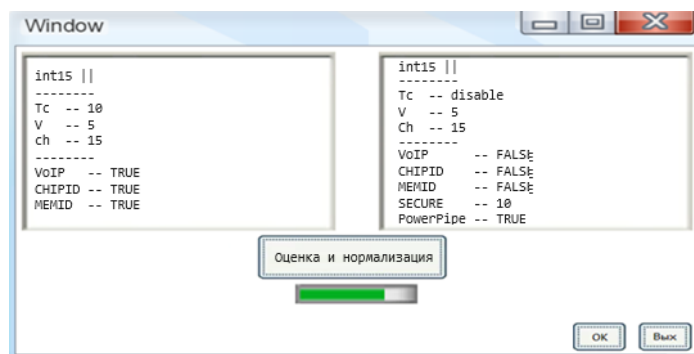 Window
int15 ||
--------
Tc -- 10
V -- 5
ch -- 15
--------
VoIP -- TRUE
CHIPID -- TRUE
MEMID -- TRUE
int15 ||
--------
Tc -- disable
V -- 5
Ch -- 15
--------
VoIP -- FALSE
CHIPID -- FALSE
MEMID -- FALSE
SECURE -- 10
PowerPipe -- TRUE
Оценка и нормализация
ОК
Вых